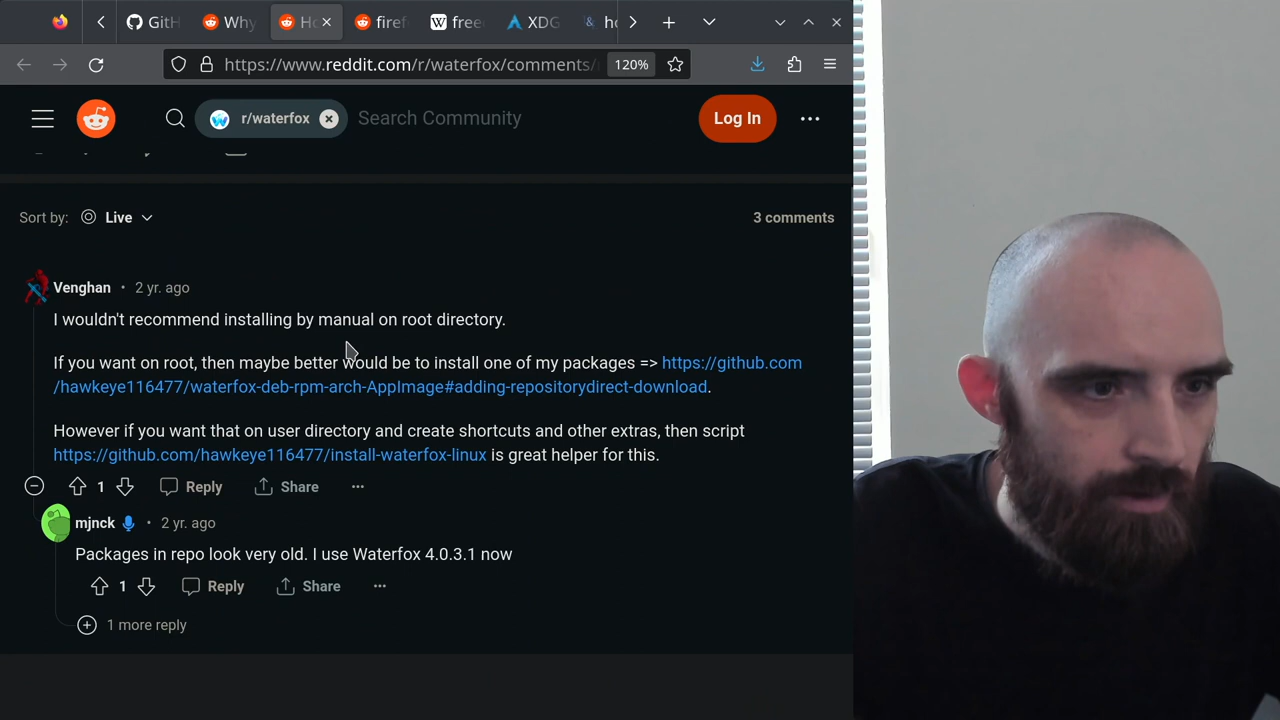 GitH
Why
Ho
firef
free
XDG
ho
https://www.reddit.com/r/waterfox/comments/
120%
r/waterfox
Search Community
Log In
Sort by:
Live
3 comments
Venghan • 2 yr. ago
I wouldn't recommend installing by manual on root directory.
If you want on root, then maybe better would be to install one of my packages => https://github.com
/hawkeye116477/waterfox-deb-rpm-arch-AppImage#adding-repositorydirect-download.
However if you want that on user directory and create shortcuts and other extras, then script
https://github.com/hawkeye116477/install-waterfox-linux is great helper for this.
1
Reply
Share
mjnck • 2 yr. ago
Packages in repo look very old. I use Waterfox 4.0.3.1 now
1
Reply
Share
1 more reply